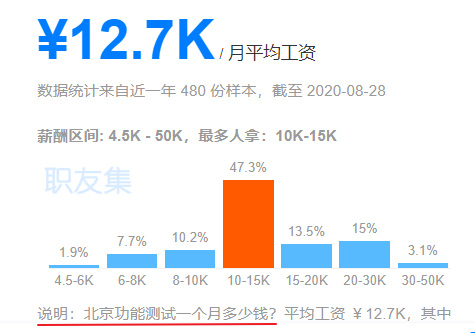 ¥12.7K / 月平均工资
数据统计来自近一年 480 份样本，截至 2020-08-28
薪酬区间: 4.5K - 50K，最多人拿：10K-15K
职友集
47.3%
1.9% 7.7% 10.2% 13.5% 15% 3.1%
4.5-6K 6-8K 8-10K 10-15K 15-20K 20-30K 30-50K
说明：北京功能测试一个月多少钱？平均工资 ￥12.7K，其中